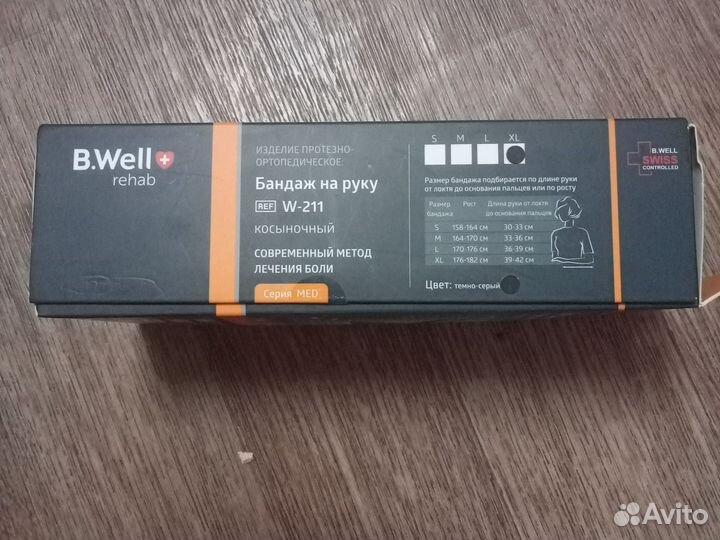 B.Well
rehab
ИЗДЕЛИЕ ПРОТЕЗНО-
ОРТОПЕДИЧЕСКОЕ:
Бандаж на руку
REF W-211
КОСЫНОЧНЫЙ
СОВРЕМЕННЫЙ МЕТОД
ЛЕЧЕНИЯ БОЛИ
Серия MED
S M L XL
Размер бандажа подбирается по длине руки
от локтя до основания пальцев или по росту
Размер Рост Длина руки от локтя
бандажа до основания пальцев
S 158-164 см 30-33 см
M 164-170 см 33-36 см
L 170-176 см 36-39 см
XL 176-182 см 39-42 см
Цвет: темно-серый
B.WELL
SWISS
CONTROLLED
Avito